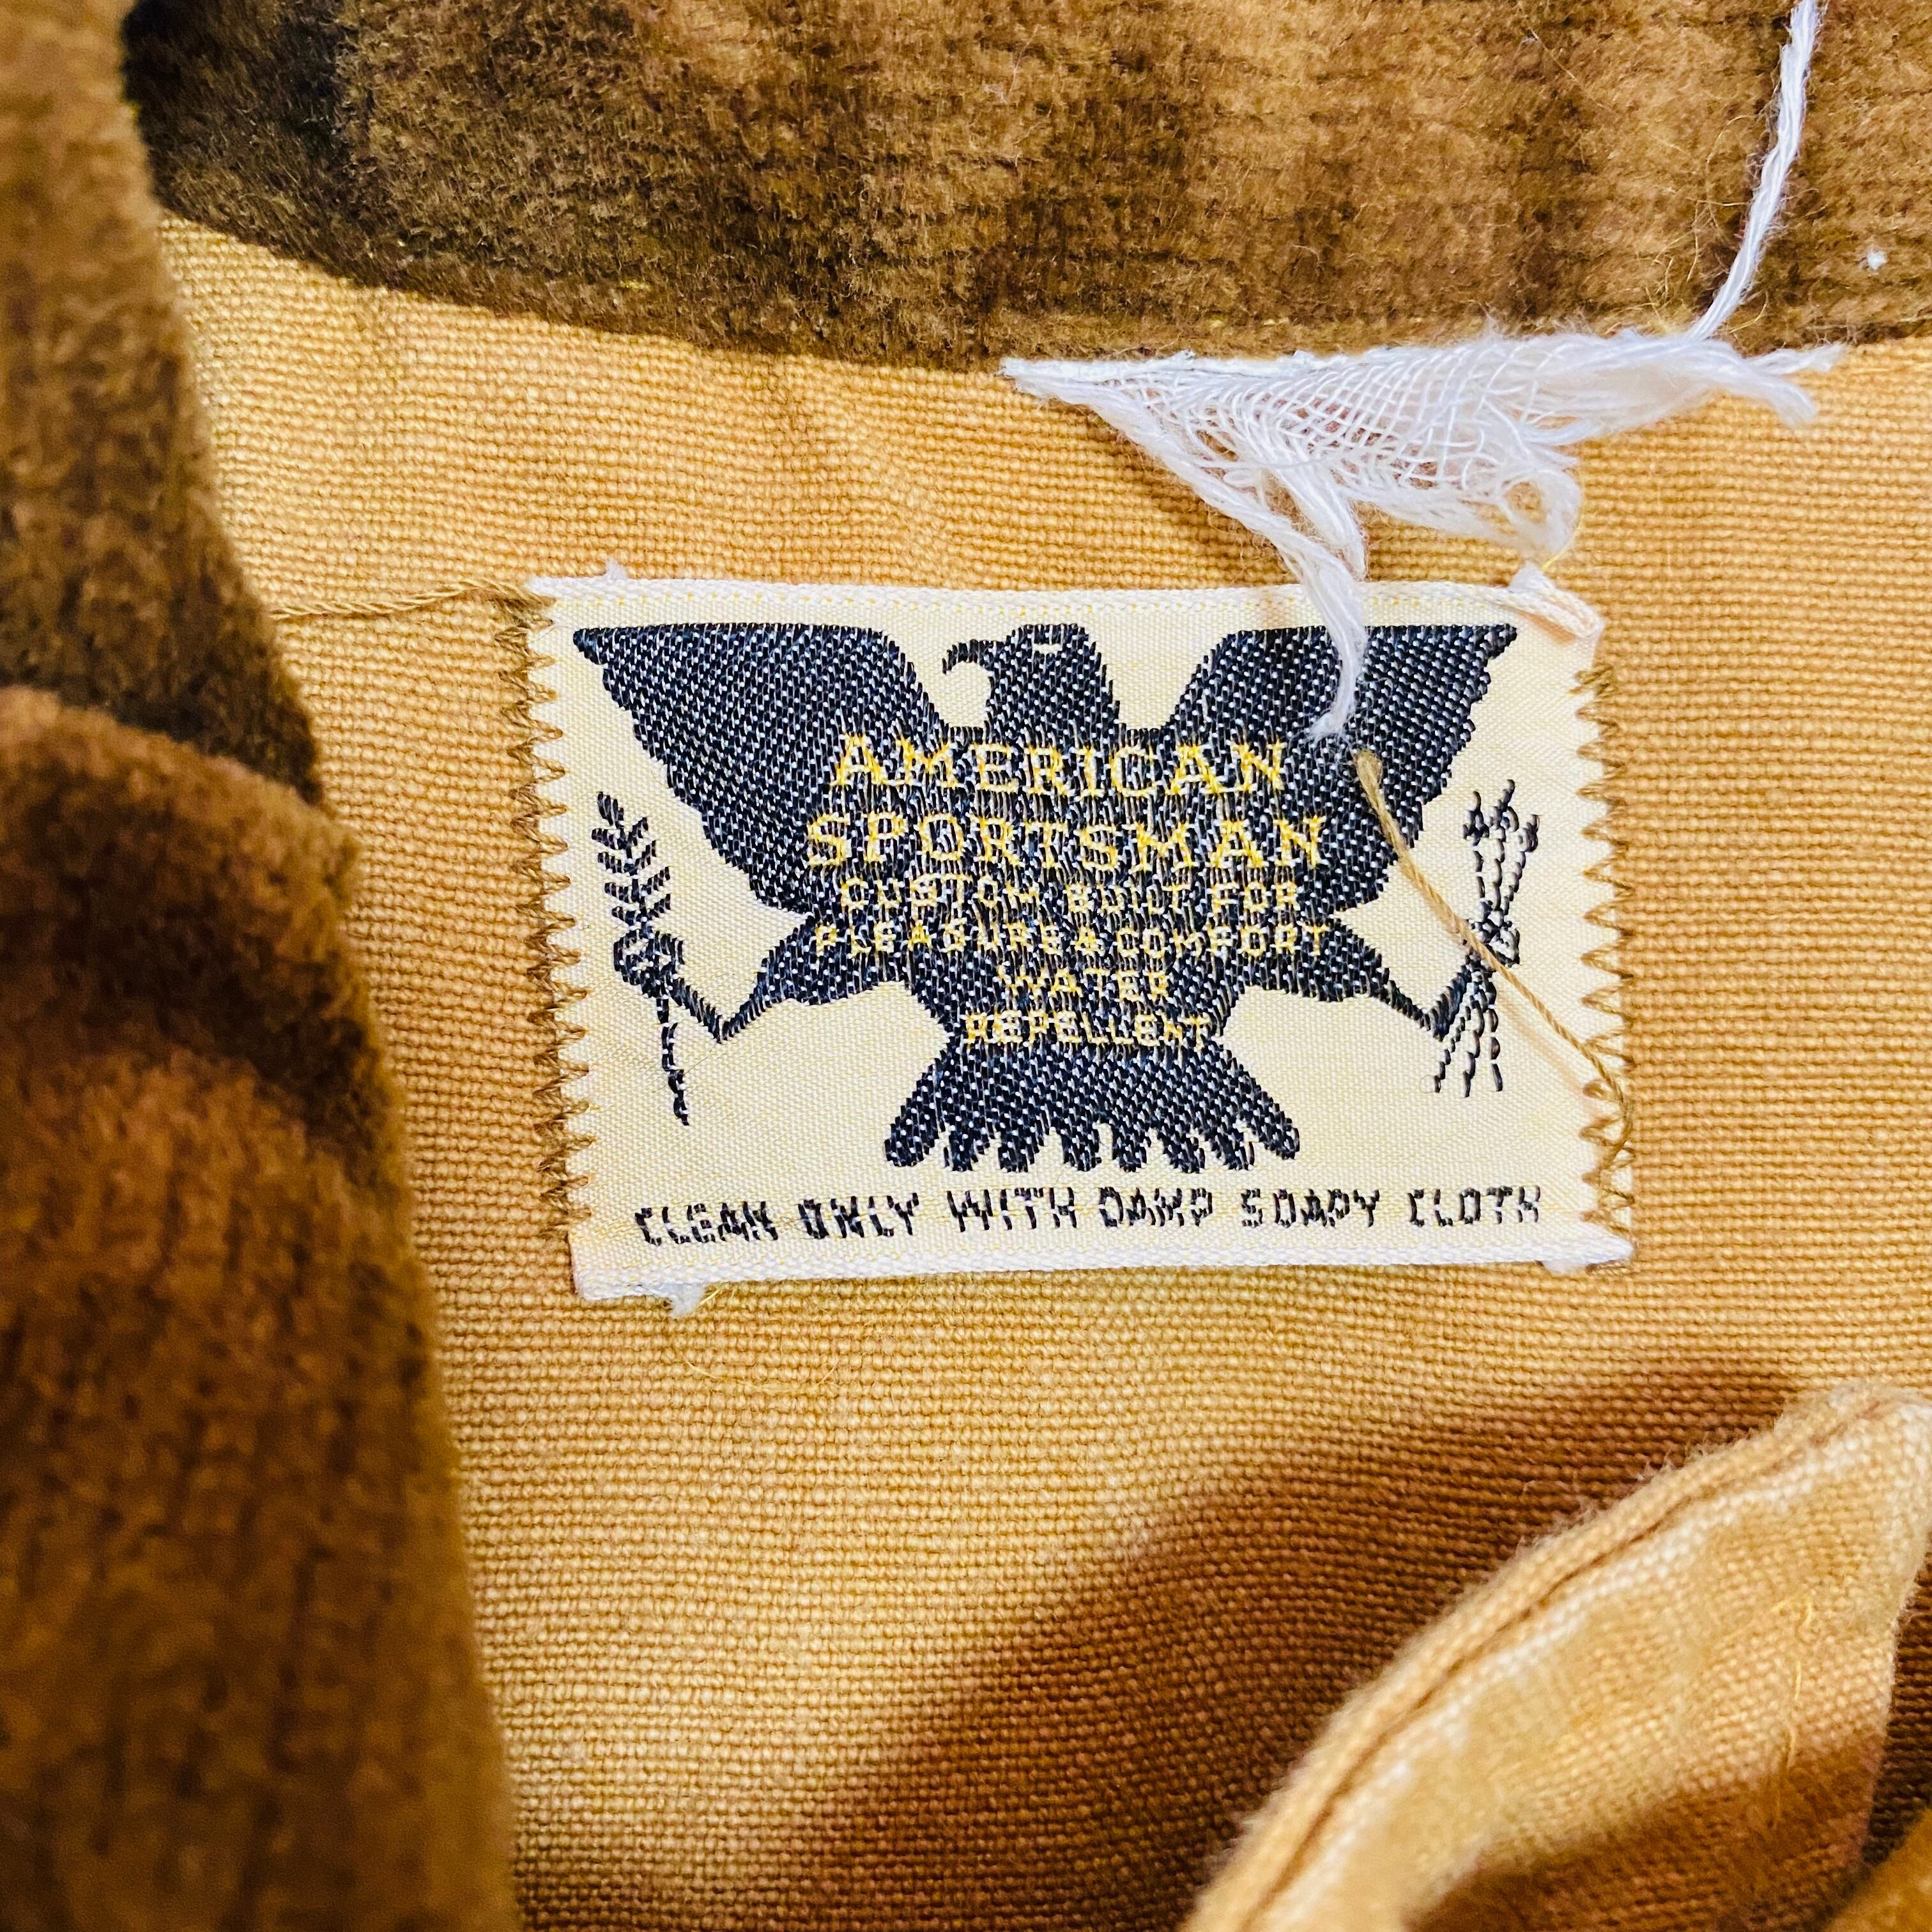 AMERICAN
SPORTSMAN
CUSTOM BUILT FOR
PLEASURE & COMFORT
WATER
REPELLENT
CLEAN ONLY WITH DAMP SOAPY CLOTH